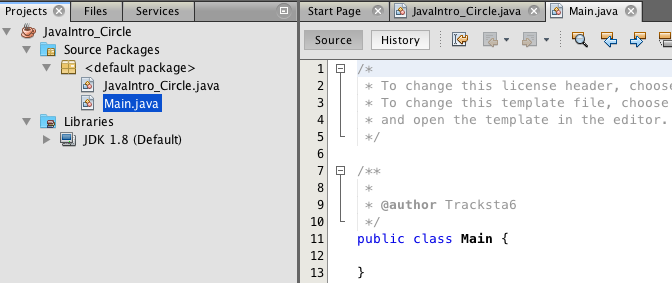 Projects Files Services
JavaIntro_Circle
Source Packages
<default package>
JavaIntro_Circle.java
Main.java
Libraries
JDK 1.8 (Default)
Start Page JavaIntro_Circle.java Main.java
Source History
1 /*
2 * To change this license header, choose
3 * To change this template file, choose
4 * and open the template in the editor.
5 */
6
7 /**
8 *
9 * @author Tracksta6
10 */
11 public class Main {
12
13 }